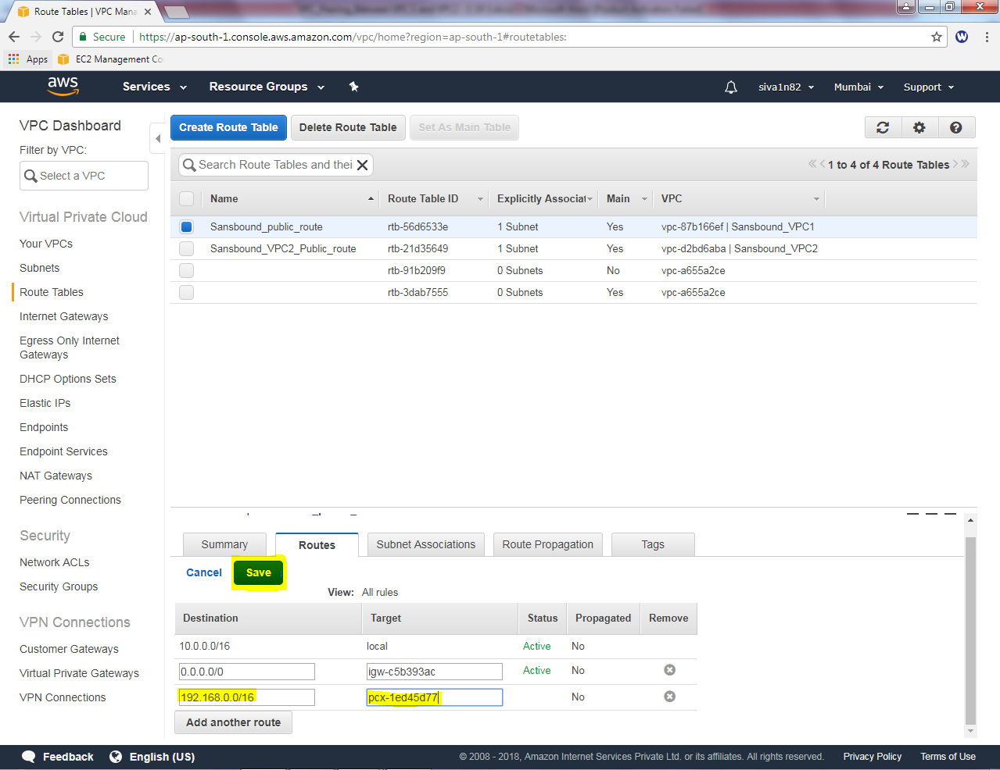 Route Tables | VPC Mana
Secure https://ap-south-1.console.aws.amazon.com/vpc/home?region=ap-south-1#routetables:
Apps EC2 Management Co
aws Services Resource Groups siva1n82 Mumbai Support
VPC Dashboard
Filter by VPC:
Select a VPC
Virtual Private Cloud
Your VPCs
Subnets
Route Tables
Internet Gateways
Egress Only Internet
Gateways
DHCP Options Sets
Elastic IPs
Endpoints
Endpoint Services
NAT Gateways
Peering Connections
Security
Network ACLs
Security Groups
VPN Connections
Customer Gateways
Virtual Private Gateways
VPN Connections
Create Route Table Delete Route Table Set As Main Table
Search Route Tables and thei 1 to 4 of 4 Route Tables
Name Route Table ID Explicitly Associat Main VPC
Sansbound_public_route rtb-56d6533e 1 Subnet Yes vpc-87b166ef | Sansbound_VPC1
Sansbound_VPC2_Public_route rtb-21d35649 1 Subnet Yes vpc-d2bd6aba | Sansbound_VPC2
rtb-91b209f9 0 Subnets No vpc-a655a2ce
rtb-3dab7555 0 Subnets Yes vpc-a655a2ce
Summary Routes Subnet Associations Route Propagation Tags
Cancel Save
View: All rules
Destination Target Status Propagated Remove
10.0.0.0/16 local Active No
0.0.0.0/0 igw-c5b393ac Active No
192.168.0.0/16 pcx-1ed45d77 No
Add another route
Feedback English (US) © 2008 - 2018, Amazon Internet Services Private Ltd. or its affiliates. All rights reserved. Privacy Policy Terms of Use